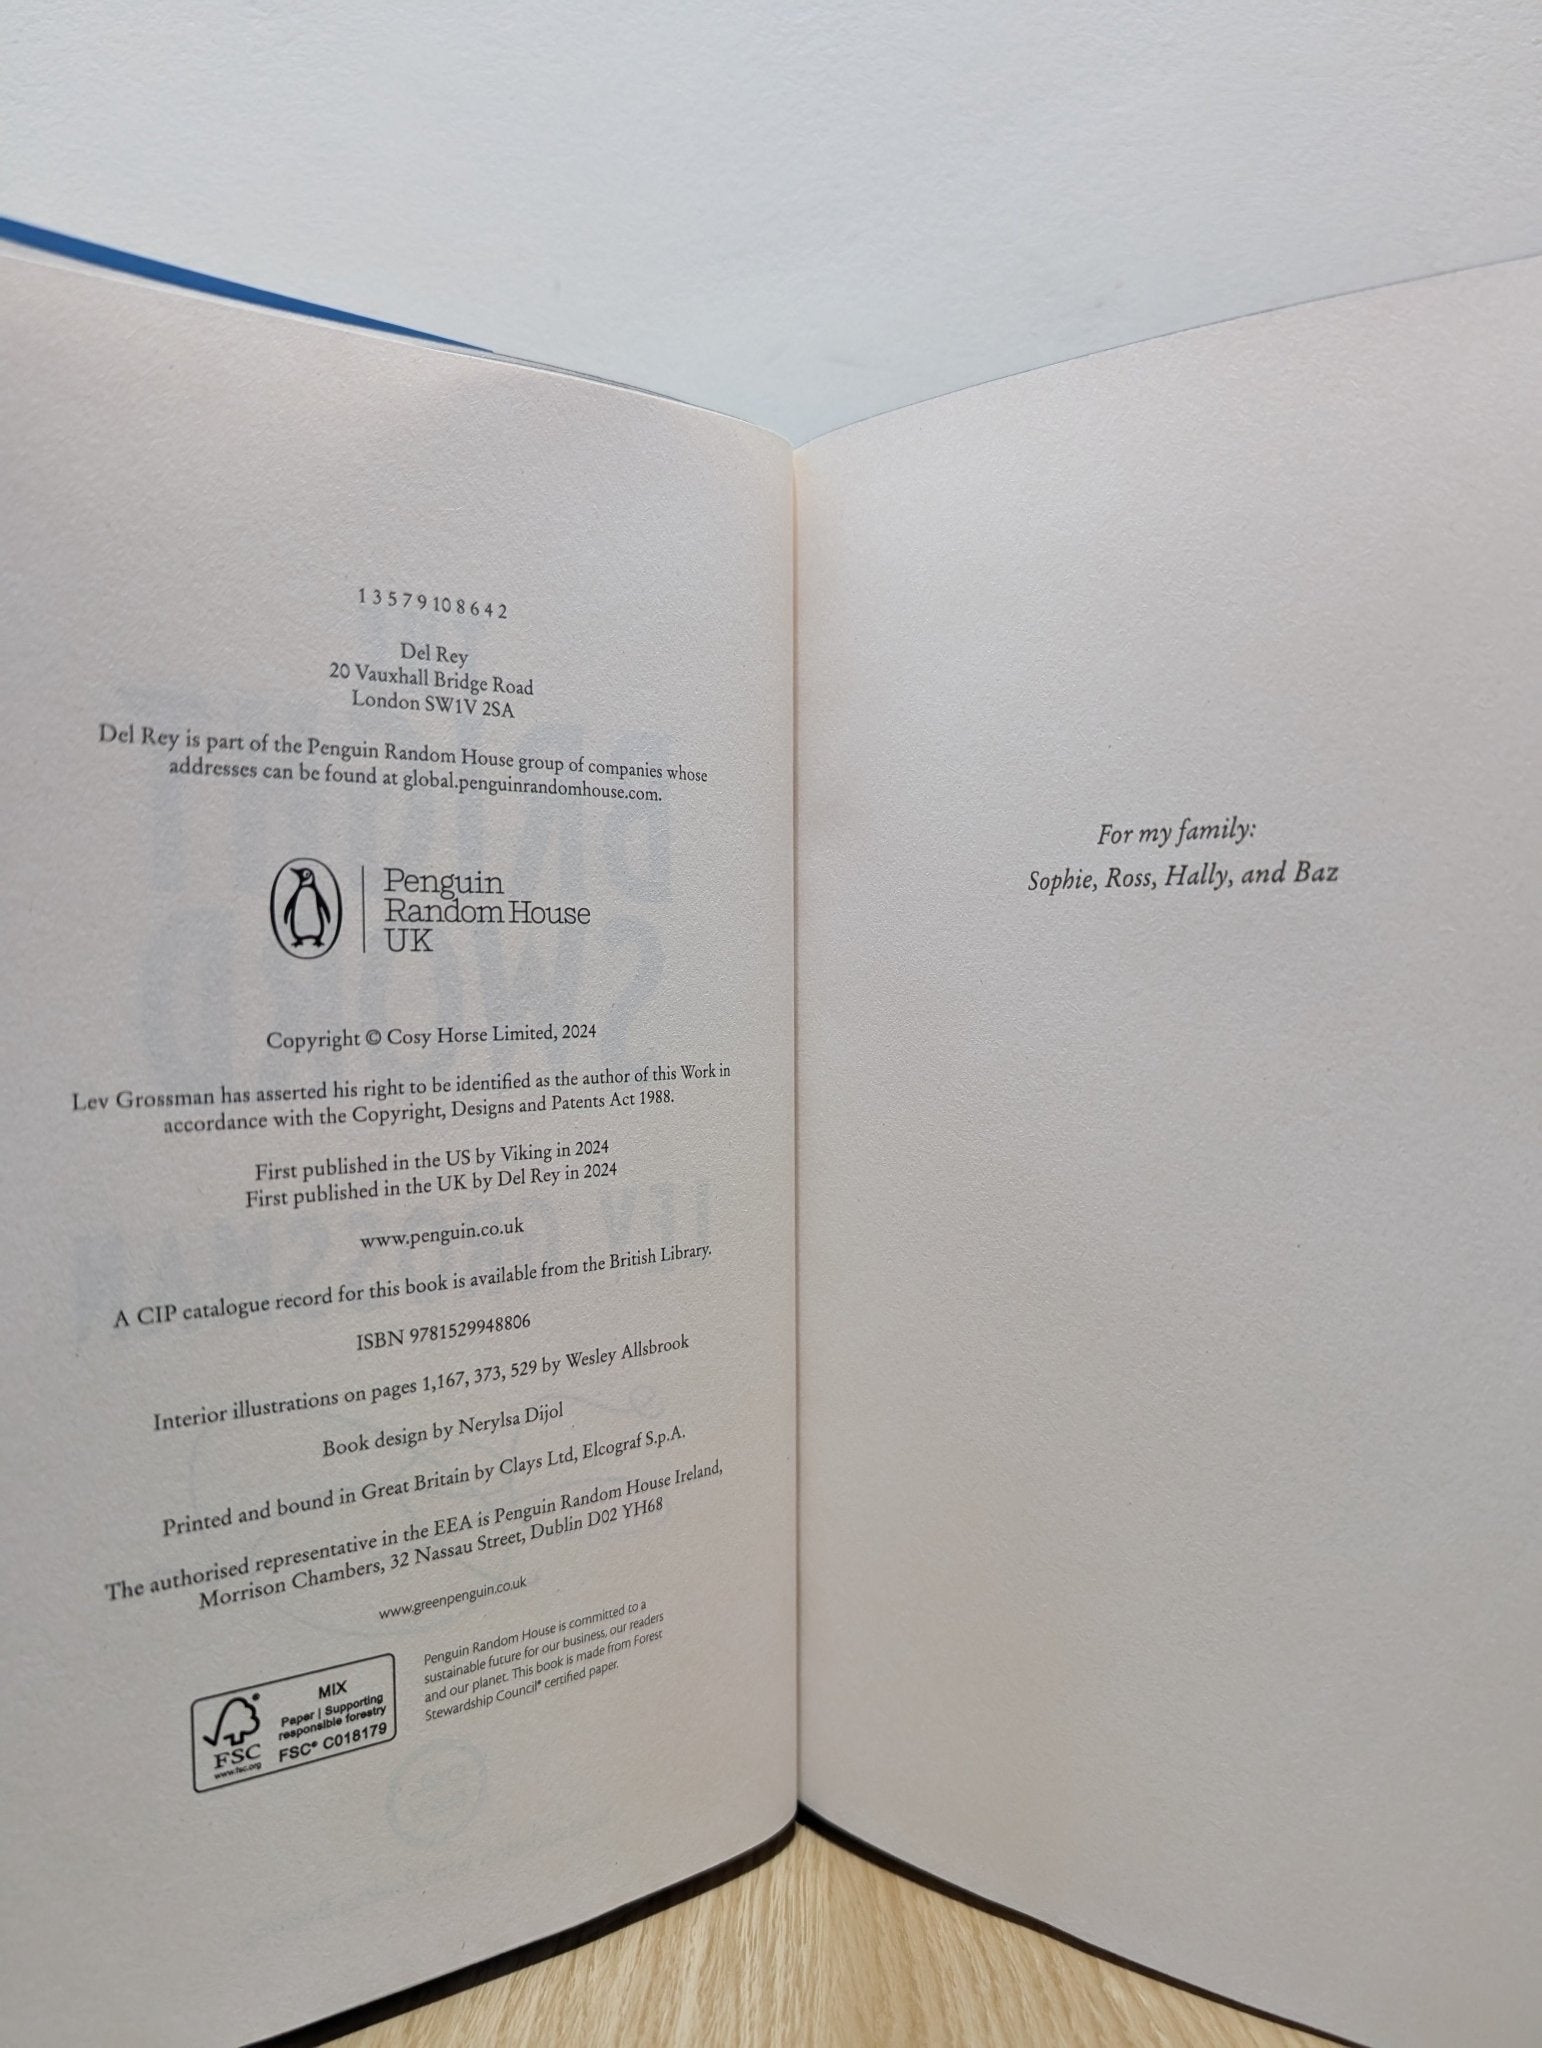 1 3 5 7 9 10 8 6 4 2
Del Rey
20 Vauxhall Bridge Road
London SW1V 2SA
Del Rey is part of the Penguin Random House group of companies whose
addresses can be found at global.penguinrandomhouse.com.
Penguin
Random House
UK
Copyright © Cosy Horse Limited, 2024
Lev Grossman has asserted his right to be identified as the author of this Work in
accordance with the Copyright, Designs and Patents Act 1988.
First published in the US by Viking in 2024
First published in the UK by Del Rey in 2024
www.penguin.co.uk
A CIP catalogue record for this book is available from the British Library.
ISBN 9781529948806
Interior illustrations on pages 1,167, 373, 529 by Wesley Allsbrook
Book design by Nerylsa Dijol
Printed and bound in Great Britain by Clays Ltd, Elcograf S.p.A.
The authorised representative in the EEA is Penguin Random House Ireland,
Morrison Chambers, 32 Nassau Street, Dublin D02 YH68
www.greenpenguin.co.uk
MIX
Paper | Supporting
responsible forestry
FSC
www.fsc.org
FSC® C018179
Penguin Random House is committed to a
sustainable future for our business, our readers
and our planet. This book is made from Forest
Stewardship Council® certified paper.
For my family:
Sophie, Ross, Hally, and Baz